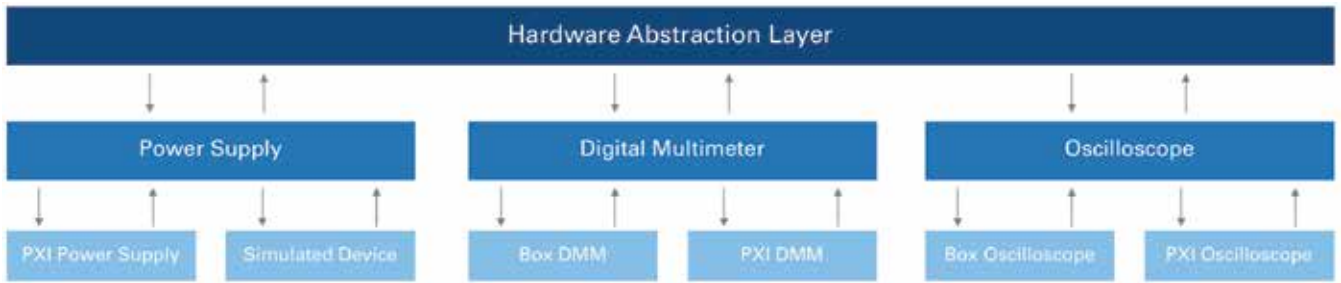 Hardware Abstraction Layer
Power Supply
Digital Multimeter
Oscilloscope
PXI Power Supply
Simulated Device
Box DMM
PXI DMM
Box Oscilloscope
PXI Oscilloscope